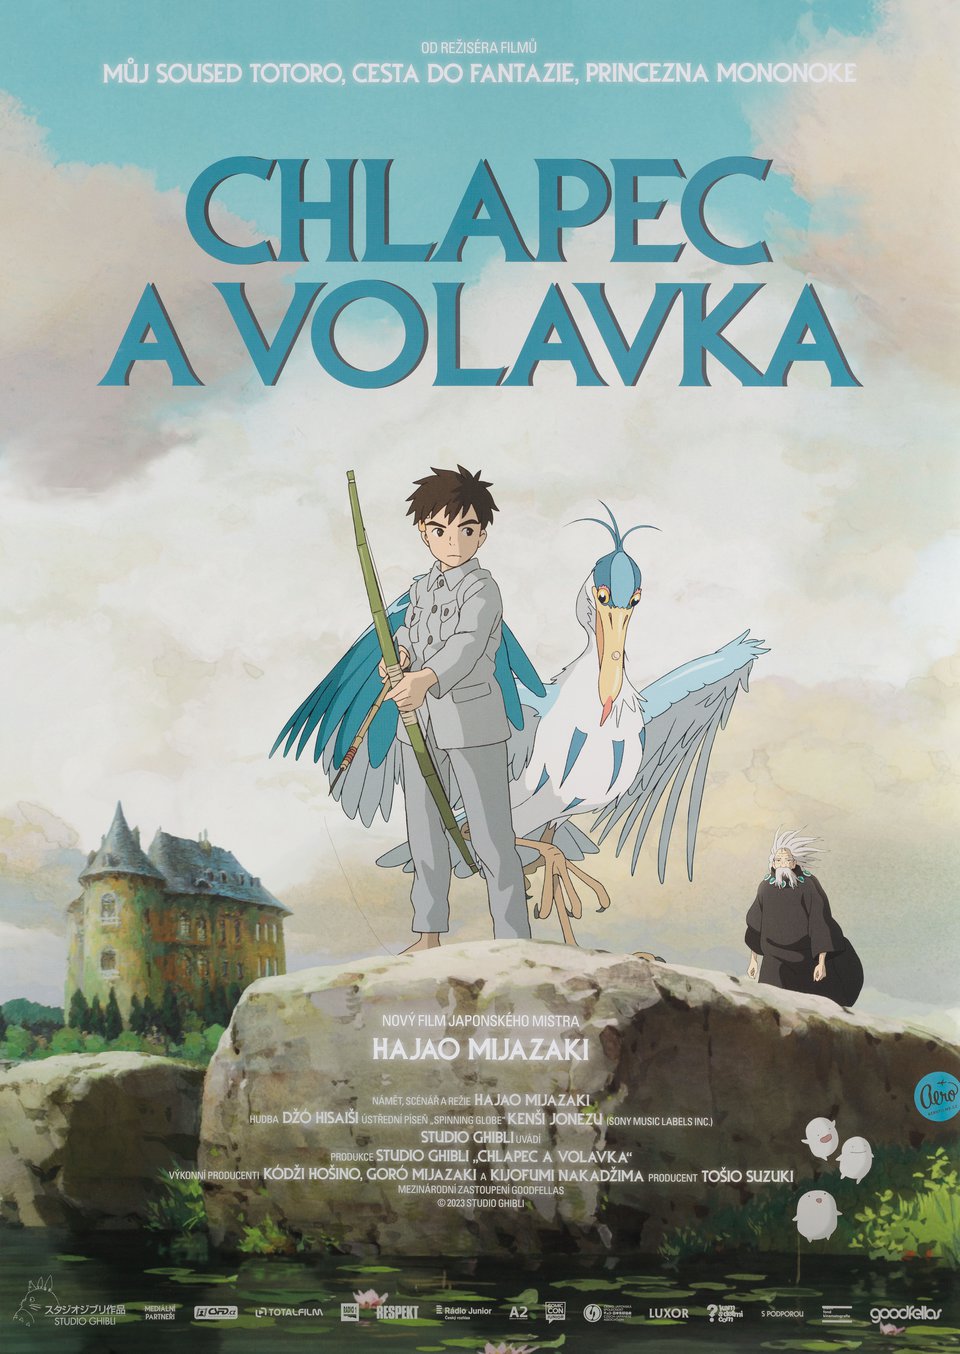 OD REŽISÉRA FILMŮ
MŮJ SOUSED TOTORO, CESTA DO FANTAZIE, PRINCEZNA MONONOKE
CHLAPEC
A VOLAVKA
NOVÝ FILM JAPONSKÉHO MISTRA
HAJAO MIJAZAKI
NÁMĚT, SCÉNÁŘ A REŽIE HAJAO MIJAZAKI
HUDBA DŽÓ HISAIŠI ÚSTŘEDNÍ PÍSEŇ „SPINNING GLOBE“ KENŠI JONEZU (SONY MUSIC LABELS INC.)
STUDIO GHIBLI UVÁDÍ
PRODUKCE STUDIO GHIBLI „CHLAPEC A VOLAVKA“
VÝKONNÍ PRODUCENTI KÓDŽI HOŠINO, GORÓ MIJAZAKI A KIJOFUMI NAKADŽIMA PRODUCENT TOŠIO SUZUKI
MEZINÁRODNÍ ZASTOUPENÍ GOODFELLAS
© 2023 STUDIO GHIBLI
Aero
スタジオジブリ作品
STUDIO GHIBLI
MEDIÁLNÍ
PARTNEŘI
TOTALFILM
RESPEKT
Rádio Junior
Český rozhlas
A2
COMIC
CON
LUXOR
S PODPOROU
goodfellas